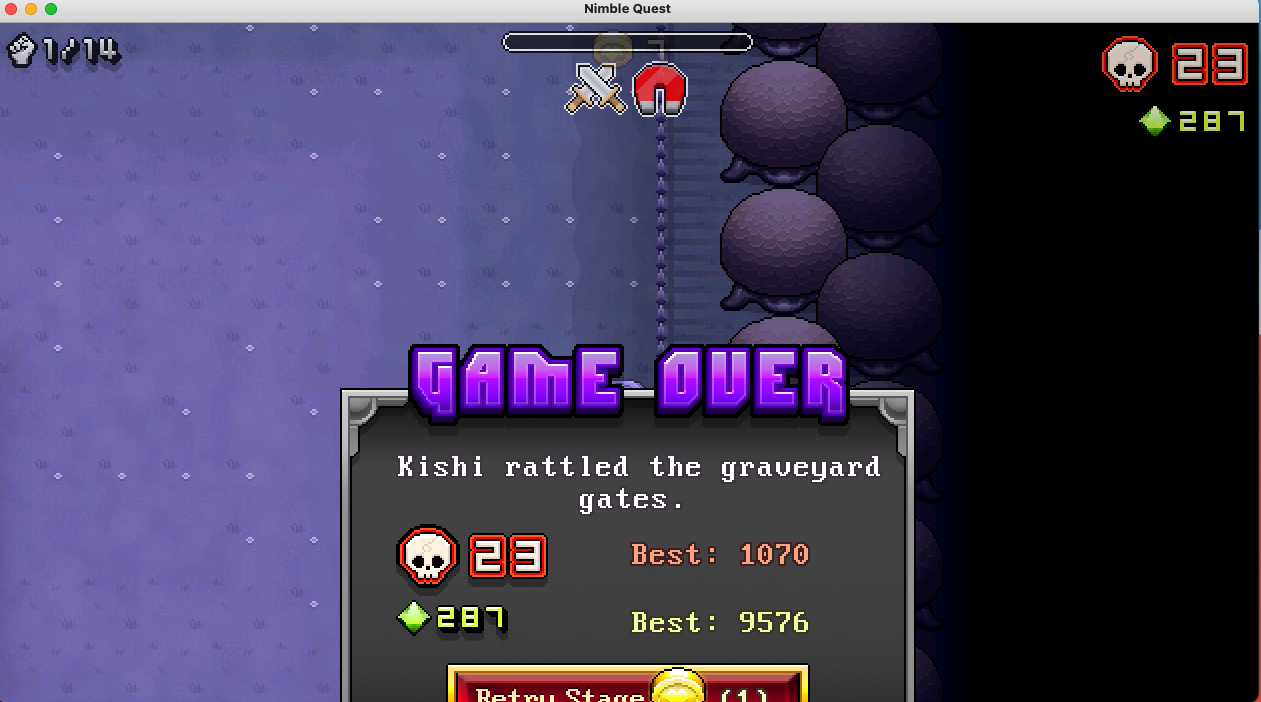 Nimble Quest
1/14
7
23
287
GAME OVER
Kishi rattled the graveyard
gates.
23
Best: 1070
287
Best: 9576
Retry Stage (1)